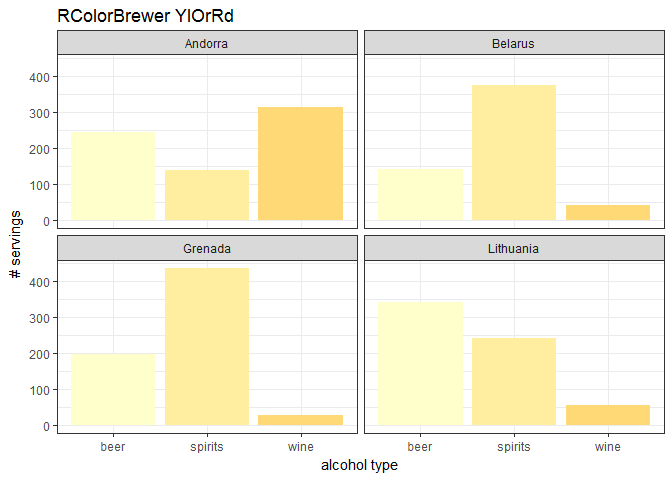 RColorBrewer YlOrRd
Andorra
Belarus
400
300
200
100
0
Grenada
Lithuania
400
300
200
100
0
# servings
beer
spirits
wine
beer
spirits
wine
alcohol type